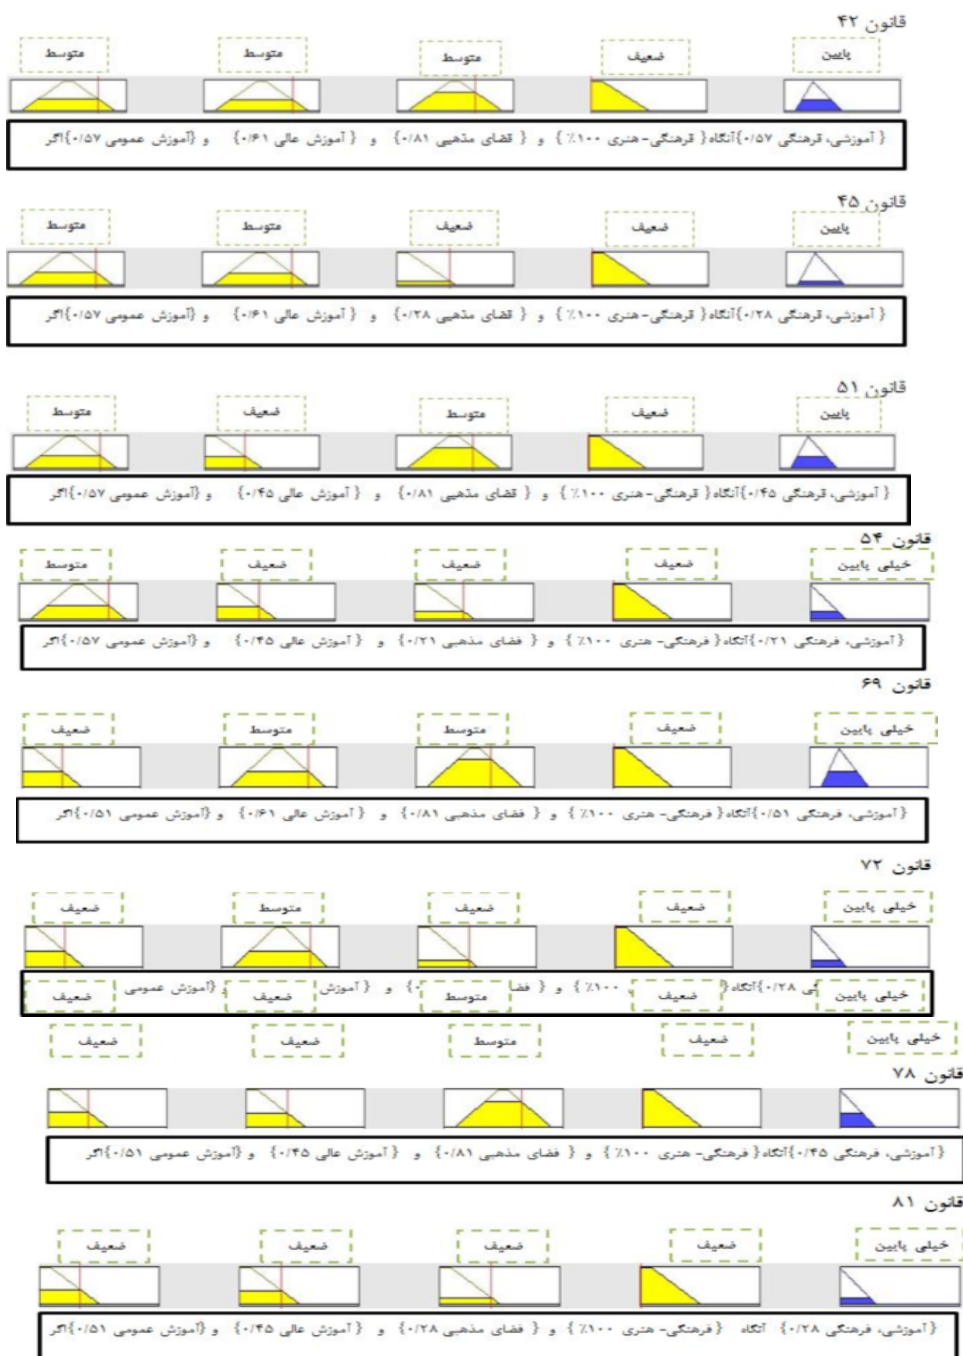 قانون ۴۲
متوسط متوسط متوسط ضعیف پایین
{ آموزشی، فرهنگی ۰/۵۷}آنگاه{ فرهنگی- هنری ۱۰۰٪ } و { فضای مذهبی ۰/۸۱} و { آموزش عالی ۰/۶۱} و {آموزش عمومی ۰/۵۷}اگر
قانون ۴۵
متوسط متوسط ضعیف ضعیف پایین
{ آموزشی، فرهنگی ۰/۲۸}آنگاه{ فرهنگی- هنری ۱۰۰٪ } و { فضای مذهبی ۰/۲۸} و { آموزش عالی ۰/۶۱} و {آموزش عمومی ۰/۵۷}اگر
قانون ۵۱
متوسط ضعیف متوسط ضعیف پایین
{ آموزشی، فرهنگی ۰/۴۵}آنگاه{ فرهنگی- هنری ۱۰۰٪ } و { فضای مذهبی ۰/۸۱} و { آموزش عالی ۰/۴۵} و {آموزش عمومی ۰/۵۷}اگر
قانون ۵۴
متوسط ضعیف ضعیف ضعیف خیلی پایین
{ آموزشی، فرهنگی ۰/۲۱}آنگاه{ فرهنگی- هنری ۱۰۰٪ } و { فضای مذهبی ۰/۲۱} و { آموزش عالی ۰/۴۵} و {آموزش عمومی ۰/۵۷}اگر
قانون ۶۹
ضعیف متوسط متوسط ضعیف خیلی پایین
{ آموزشی، فرهنگی ۰/۵۱}آنگاه{ فرهنگی- هنری ۱۰۰٪ } و { فضای مذهبی ۰/۸۱} و { آموزش عالی ۰/۶۱} و {آموزش عمومی ۰/۵۱}اگر
قانون ۷۲
ضعیف متوسط ضعیف ضعیف خیلی پایین
۰/۲۸}آنگاه{ ۱۰۰٪ } و { و { آموزش {آموزش عمومی
ضعیف ضعیف متوسط ضعیف خیلی پایین
ضعیف ضعیف متوسط ضعیف خیلی پایین
قانون ۷۸
{ آموزشی، فرهنگی ۰/۴۵}آنگاه{ فرهنگی- هنری ۱۰۰٪ } و { فضای مذهبی ۰/۸۱} و { آموزش عالی ۰/۴۵} و {آموزش عمومی ۰/۵۱}اگر
قانون ۸۱
ضعیف ضعیف ضعیف ضعیف خیلی پایین
{ آموزشی، فرهنگی ۰/۲۸} آنگاه {فرهنگی- هنری ۱۰۰٪ } و { فضای مذهبی ۰/۲۸} و { آموزش عالی ۰/۴۵} و {آموزش عمومی ۰/۵۱}اگر